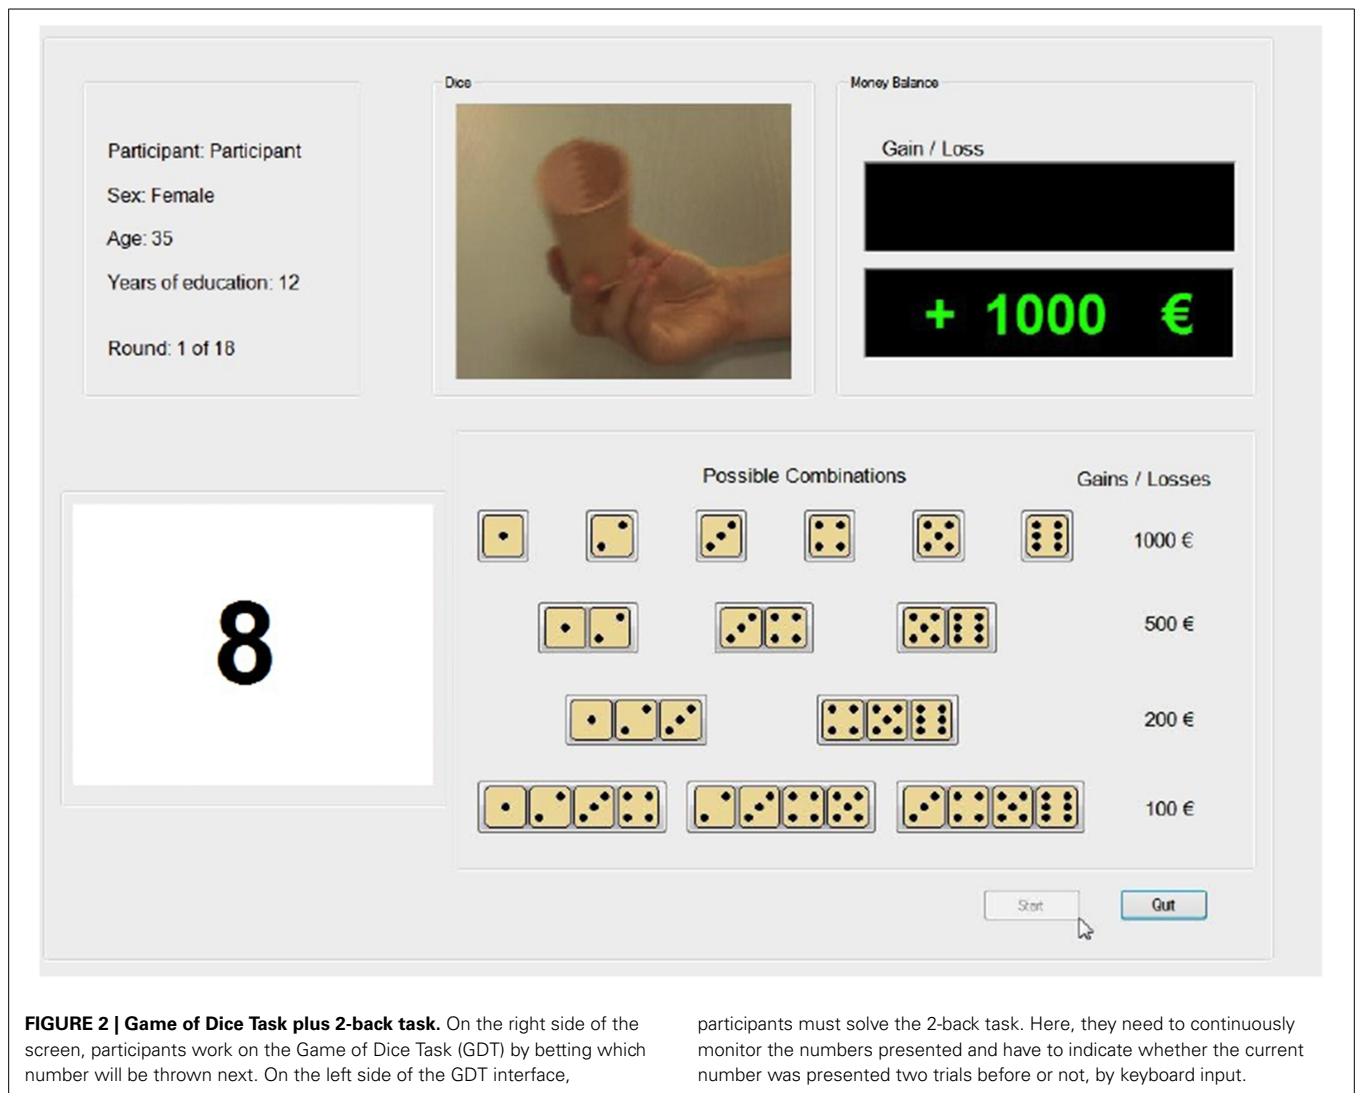 Dice
Money Balance
Participant: Participant
Sex: Female
Age: 35
Years of education: 12
Round: 1 of 18
Gain / Loss
+ 1000 €
8
Possible Combinations
Gains / Losses
1000 €
500 €
200 €
100 €
Start
Quit
FIGURE 2 | Game of Dice Task plus 2-back task. On the right side of the
screen, participants work on the Game of Dice Task (GDT) by betting which
number will be thrown next. On the left side of the GDT interface,
participants must solve the 2-back task. Here, they need to continuously
monitor the numbers presented and have to indicate whether the current
number was presented two trials before or not, by keyboard input.